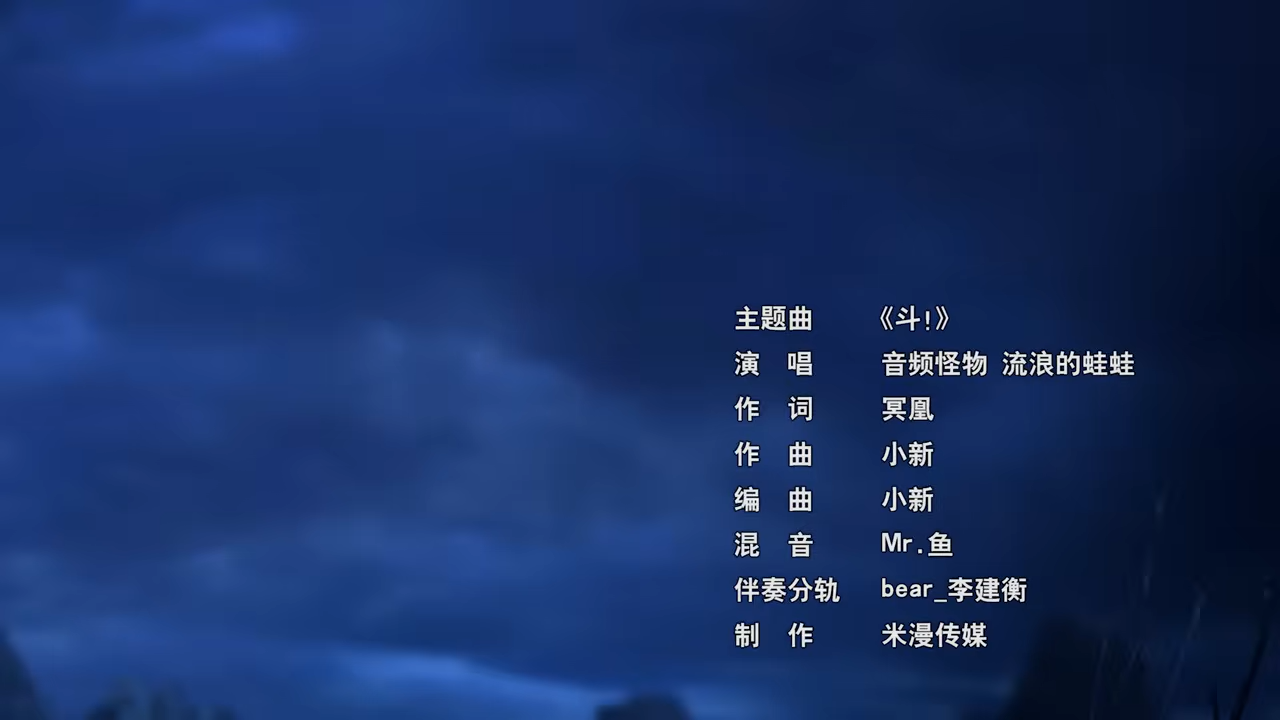 主题曲 《斗!》
演 唱 音频怪物 流浪的蛙蛙
作 词 冥凰
作 曲 小新
编 曲 小新
混 音 Mr.鱼
伴奏分轨 bear_李建衡
制 作 米漫传媒